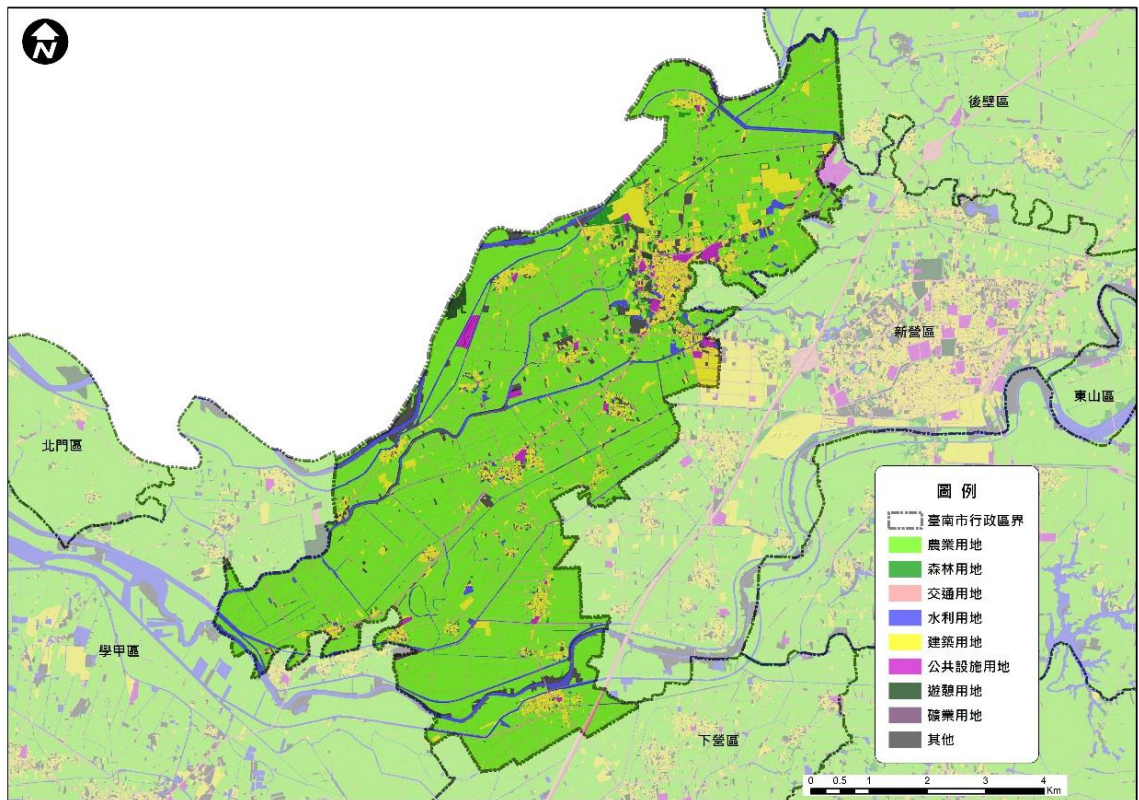 N
後壁區
新營區
東山區
北門區
學甲區
下營區
圖 例
臺南市行政區界
農業用地
森林用地
交通用地
水利用地
建築用地
公共設施用地
遊憩用地
礦業用地
其他
0 0.5 1 2 3 4
Km